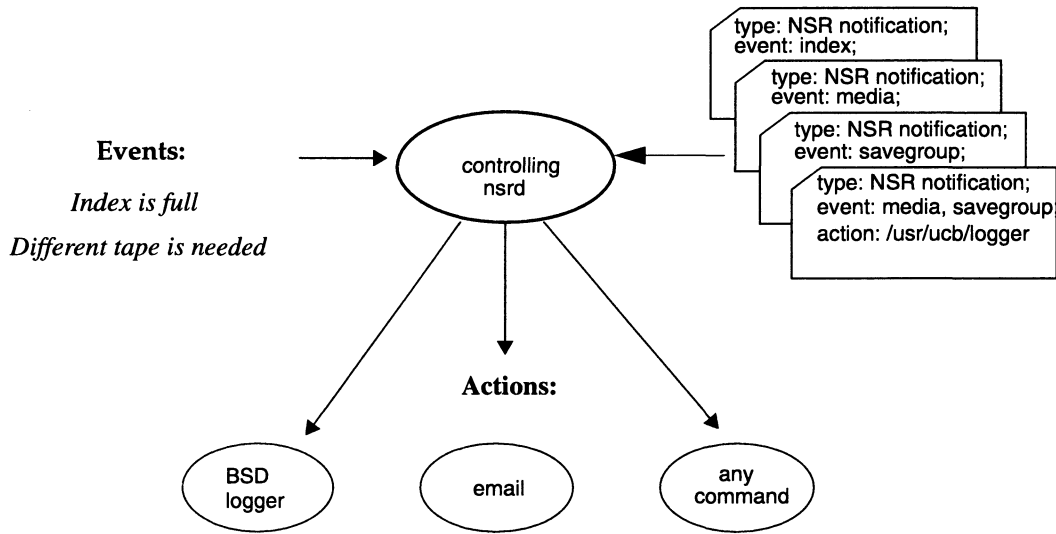 type: NSR notification;
event: index;
type: NSR notification;
event: media;
type: NSR notification;
event: savegroup;
type: NSR notification;
event: media, savegroup;
action: /usr/ucb/logger
Events:
Index is full
Different tape is needed
controlling
nsrd
Actions:
BSD
logger
email
any
command